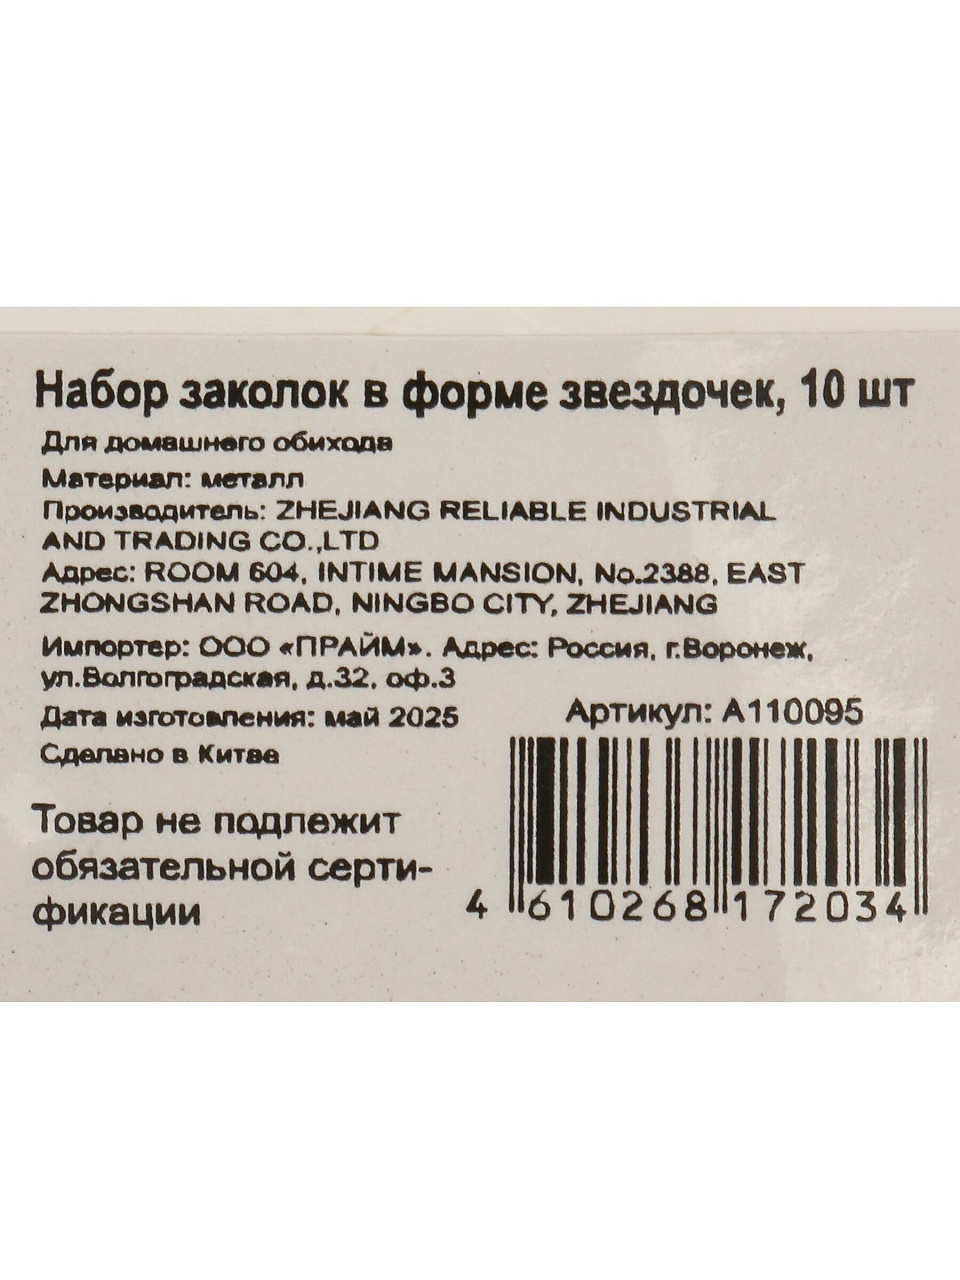 Набор заколок в форме звездочек, 10 шт
Для домашнего обихода
Материал: металл
Производитель: ZHEJIANG RELIABLE INDUSTRIAL
AND TRADING CO.,LTD
Адрес: ROOM 604, INTIME MANSION, No.2388, EAST
ZHONGSHAN ROAD, NINGBO CITY, ZHEJIANG
Импортер: ООО «ПРАЙМ». Адрес: Россия, г.Воронеж,
ул.Волгоградская, д.32, оф.3
Дата изготовления: май 2025
Артикул: A110095
Сделано в Китае
Товар не подлежит
обязательной серти-
фикации
4 610268 172034